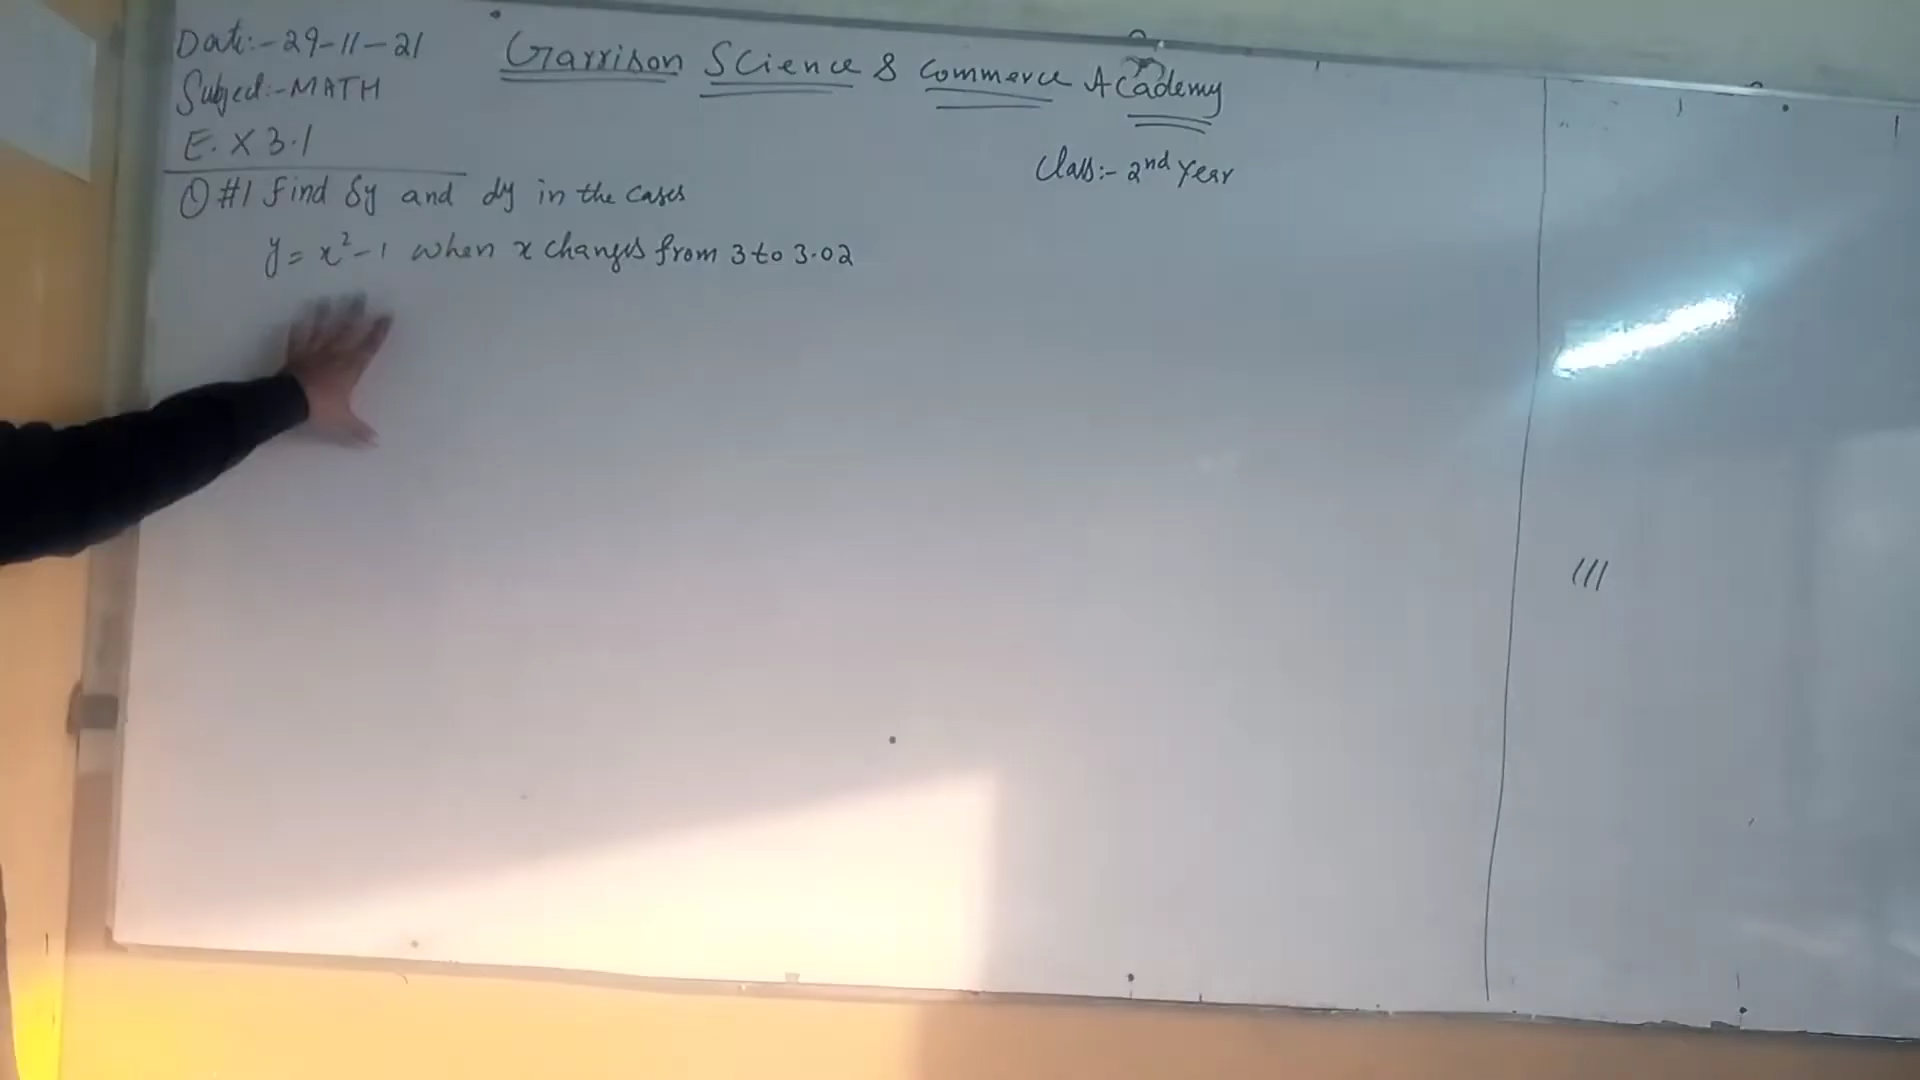 Date:-29-11-21
Garrison Science & Commerce Academy
Subject:-MATH
E.X 3.1
Class:- 2nd Year
Q#1 Find δy and dy in the cases
y = x² - 1 when x changes from 3 to 3.02